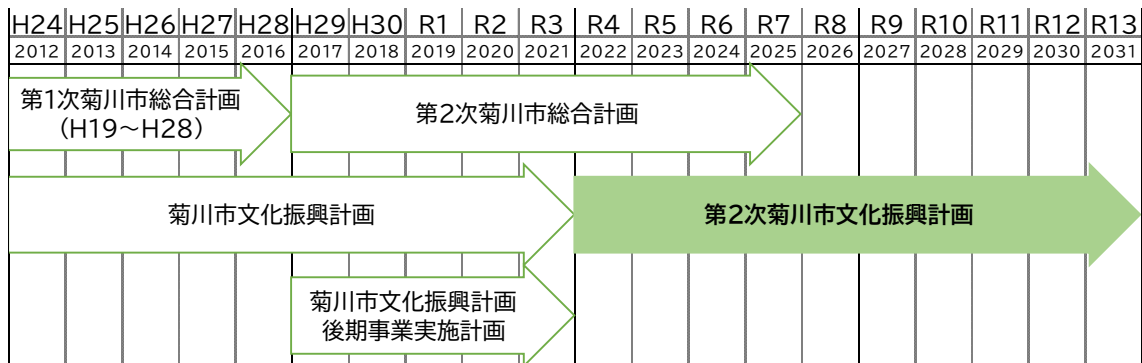 H24 H25 H26 H27 H28 H29 H30 R1 R2 R3 R4 R5 R6 R7 R8 R9 R10 R11 R12 R13
2012 2013 2014 2015 2016 2017 2018 2019 2020 2021 2022 2023 2024 2025 2026 2027 2028 2029 2030 2031
第1次菊川市総合計画
(H19～H28)
第2次菊川市総合計画
菊川市文化振興計画
第2次菊川市文化振興計画
菊川市文化振興計画
後期事業実施計画